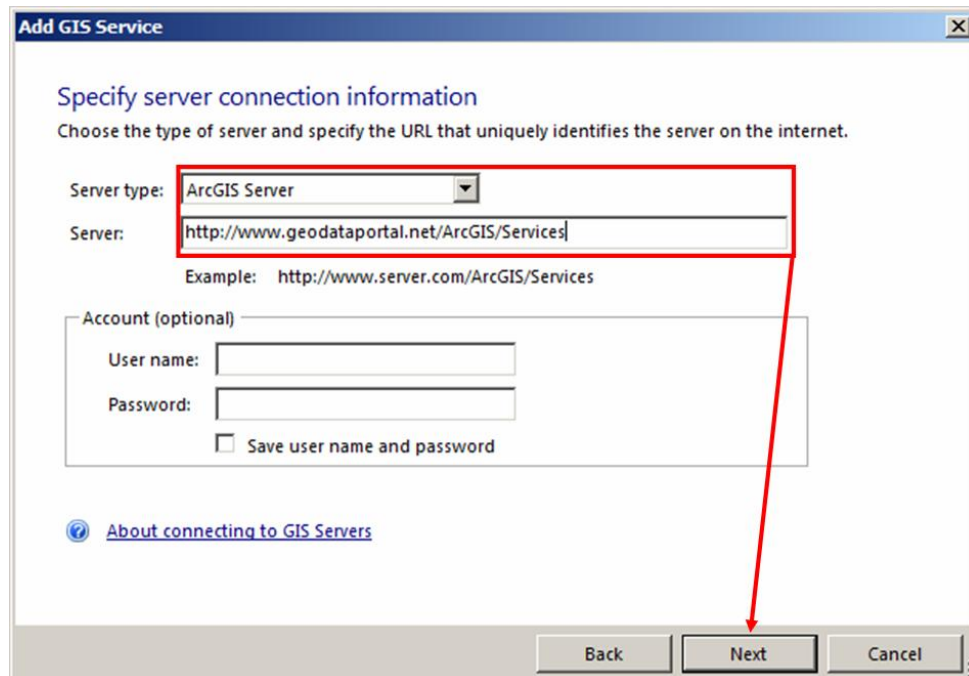 Add GIS Service
Specify server connection information
Choose the type of server and specify the URL that uniquely identifies the server on the internet.
Server type: ArcGIS Server
Server: http://www.geodataportal.net/ArcGIS/Services
Example: http://www.server.com/ArcGIS/Services
Account (optional)
User name:
Password:
Save user name and password
About connecting to GIS Servers
Back Next Cancel